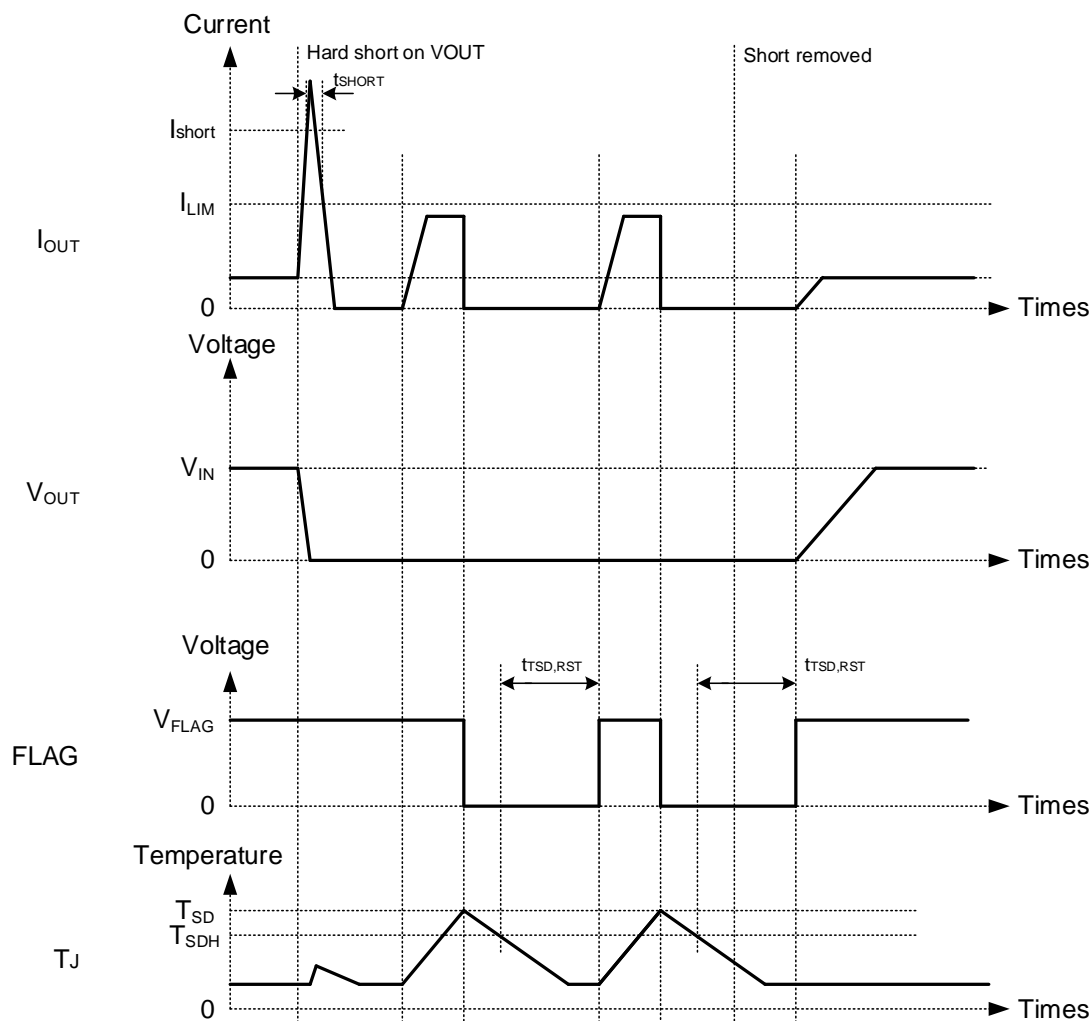 Current
Hard short on VOUT
Short removed
tSHORT
Ishort
ILIM
IOUT
0
Times
Voltage
VIN
VOUT
0
Times
Voltage
tTSD,RST
tTSD,RST
VFLAG
FLAG
0
Times
Temperature
TSD
TSDH
TJ
0
Times